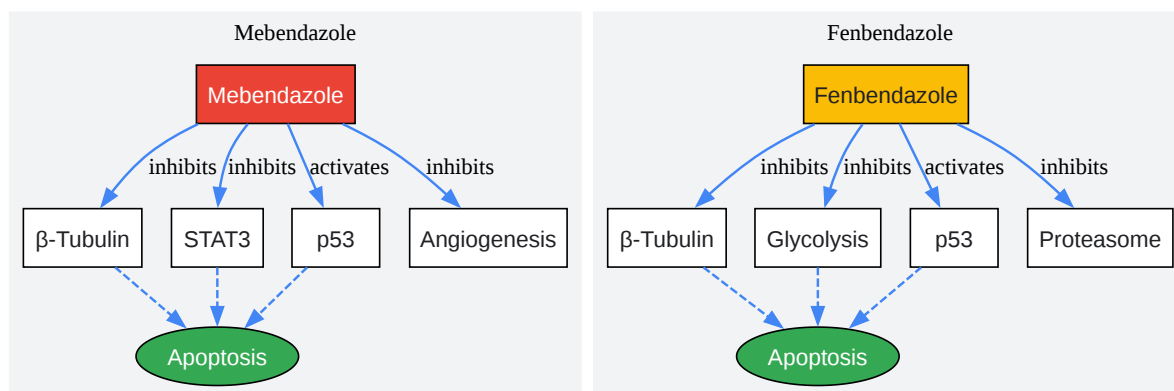 Mebendazole
Mebendazole
inhibits inhibits activates inhibits
β-Tubulin STAT3 p53 Angiogenesis
Apoptosis
Fenbendazole
Fenbendazole
inhibits inhibits activates inhibits
β-Tubulin Glycolysis p53 Proteasome
Apoptosis